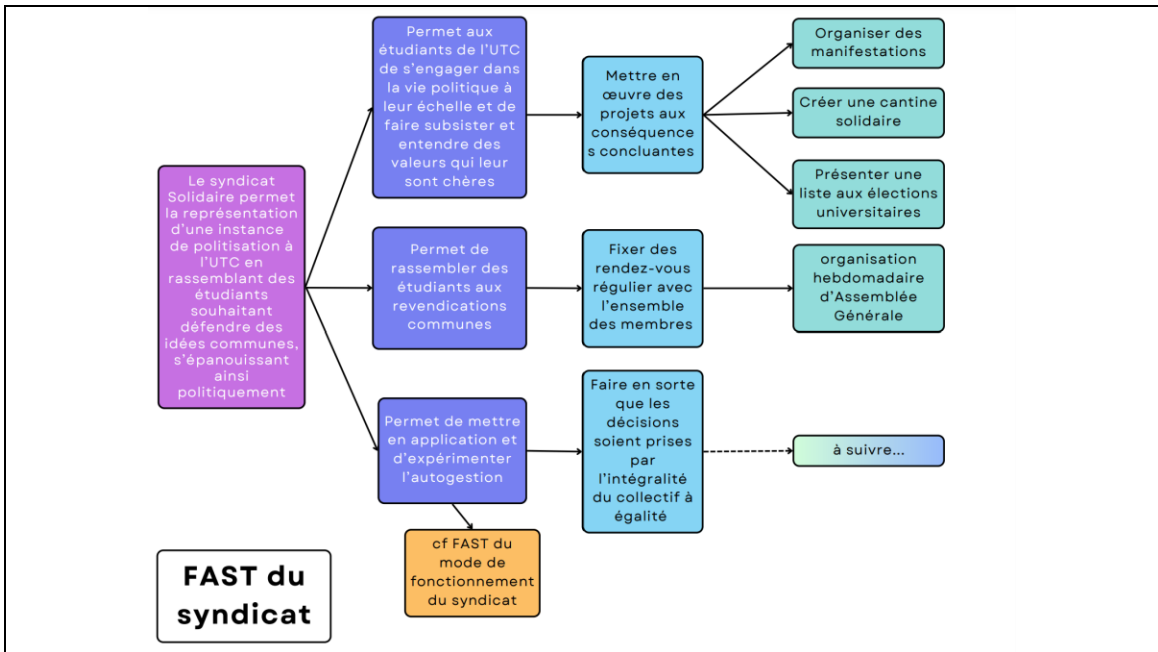 Le syndicat
Solidaire permet
la représentation
d'une instance
de politisation à
l'UTC en
rassemblant des
étudiants
souhaitant
défendre des
idées communes,
s'épanouissant
ainsi
politiquement
Permet aux
étudiants de l'UTC
de s'engager dans
la vie politique à
leur échelle et de
faire subsister et
entendre des
valeurs qui leur
sont chères
Mettre en
œuvre des
projets aux
conséquence
s concluantes
Organiser des
manifestations
Créer une cantine
solidaire
Présenter une
liste aux élections
universitaires
Permet de
rassembler des
étudiants aux
revendications
communes
Fixer des
rendez-vous
régulier avec
l'ensemble
des membres
organisation
hebdomadaire
d'Assemblée
Générale
Permet de mettre
en application et
d'expérimenter
l'autogestion
Faire en sorte
que les
décisions
soient prises
par
l'intégralité
du collectif à
égalité
à suivre...
cf FAST du
mode de
fonctionnement
du syndicat
FAST du
syndicat